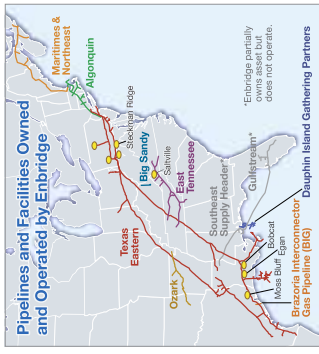 Pipelines and Facilities Owned
and Operated by Enbridge
Maritimes &
Northeast
Algonquin
Steckman Ridge
Big Sandy
Saltville
East
Tennessee
Texas
Eastern
Ozark
Southeast
Supply Header*
Gulfstream*
*Enbridge partially
owns asset but
does not operate.
Bobcat
Egan
Moss Bluff
Brazoria Interconnector
Gas Pipeline (BIG)
Dauphin Island Gathering Partners